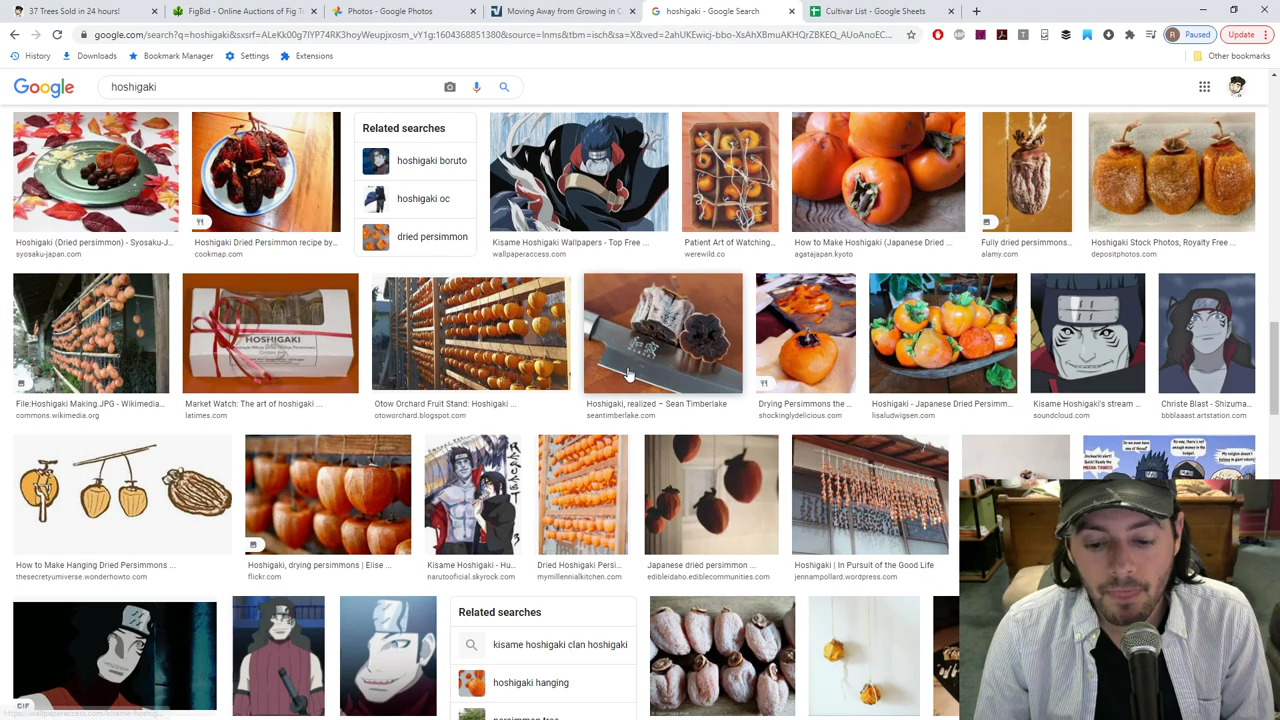 37 Trees Sold in 24 hours!
FigBid - Online Auctions of Fig T
Photos - Google Photos
Moving Away from Growing in C
hoshigaki - Google Search
Cultivar List - Google Sheets
google.com/search?q=hoshigaki&sxsrf=ALeKk00g7IYP74RK3hoyWeupjxosm_vY1g:1604368851380&source=lnms&tbm=isch&sa=X&ved=2ahUKEwicj-bbo-XsAhXBmuAKHQrZBKEQ_AUoAnoEC...
R Paused
Update
History
Downloads
Bookmark Manager
Settings
Extensions
Other bookmarks
Google
hoshigaki
Related searches
hoshigaki boruto
hoshigaki oc
dried persimmon
Hoshigaki (Dried persimmon) - Syosaku-J...
syosaku-japan.com
Hoshigaki Dried Persimmon recipe by...
cookmap.com
Kisame Hoshigaki Wallpapers - Top Free ...
wallpaperaccess.com
Patient Art of Watching...
werewild.co
How to Make Hoshigaki (Japanese Dried ...
agatajapan.kyoto
Fully dried persimmons...
alamy.com
Hoshigaki Stock Photos, Royalty Free ...
depositphotos.com
HOSHIGAKI
File:Hoshigaki Making.JPG - Wikimedia...
commons.wikimedia.org
Market Watch: The art of hoshigaki ...
latimes.com
Otow Orchard Fruit Stand: Hoshigaki ...
otoworchard.blogspot.com
Hoshigaki, realized – Sean Timberlake
seantimberlake.com
Drying Persimmons the ...
shockinglydelicious.com
Hoshigaki - Japanese Dried Persimm...
lisaludwigsen.com
Kisame Hoshigaki's stream ...
soundcloud.com
Christe Blast - Shizuma...
bbblaaast.artstation.com
How to Make Hanging Dried Persimmons ...
thesecretyumiverse.wonderhowto.com
Hoshigaki, drying persimmons | Elise ...
flickr.com
Kisame Hoshigaki - Hu...
narutoofficial.skyrock.com
Dried Hoshigaki Persi...
mymillennialkitchen.com
Japanese dried persimmon ...
edibleidaho.ediblecommunities.com
Hoshigaki | In Pursuit of the Good Life
jennampollard.wordpress.com
GIF
Related searches
kisame hoshigaki clan hoshigaki
hoshigaki hanging
persimmon tree
https://wallpaperaccess.com/kisame-hoshig...